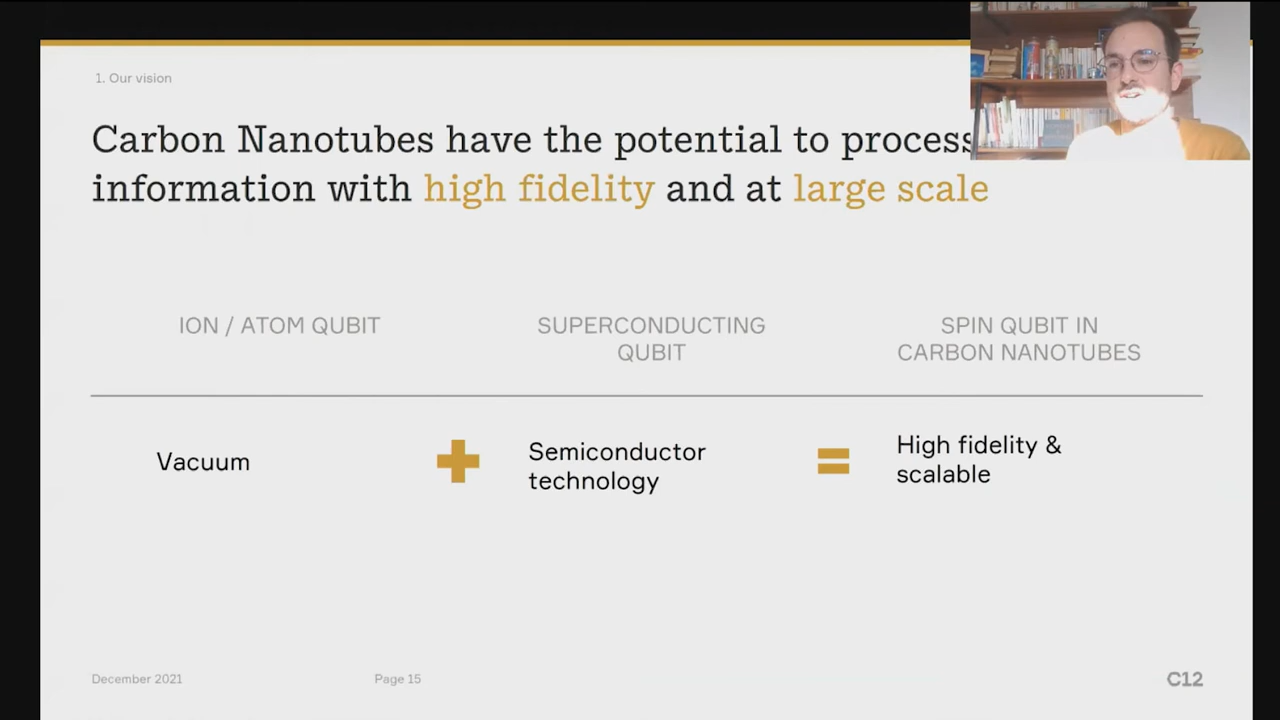 1. Our vision
Carbon Nanotubes have the potential to process
information with high fidelity and at large scale
ION / ATOM QUBIT
SUPERCONDUCTING
QUBIT
SPIN QUBIT IN
CARBON NANOTUBES
Vacuum
Semiconductor
technology
High fidelity &
scalable
December 2021
Page 15
C12